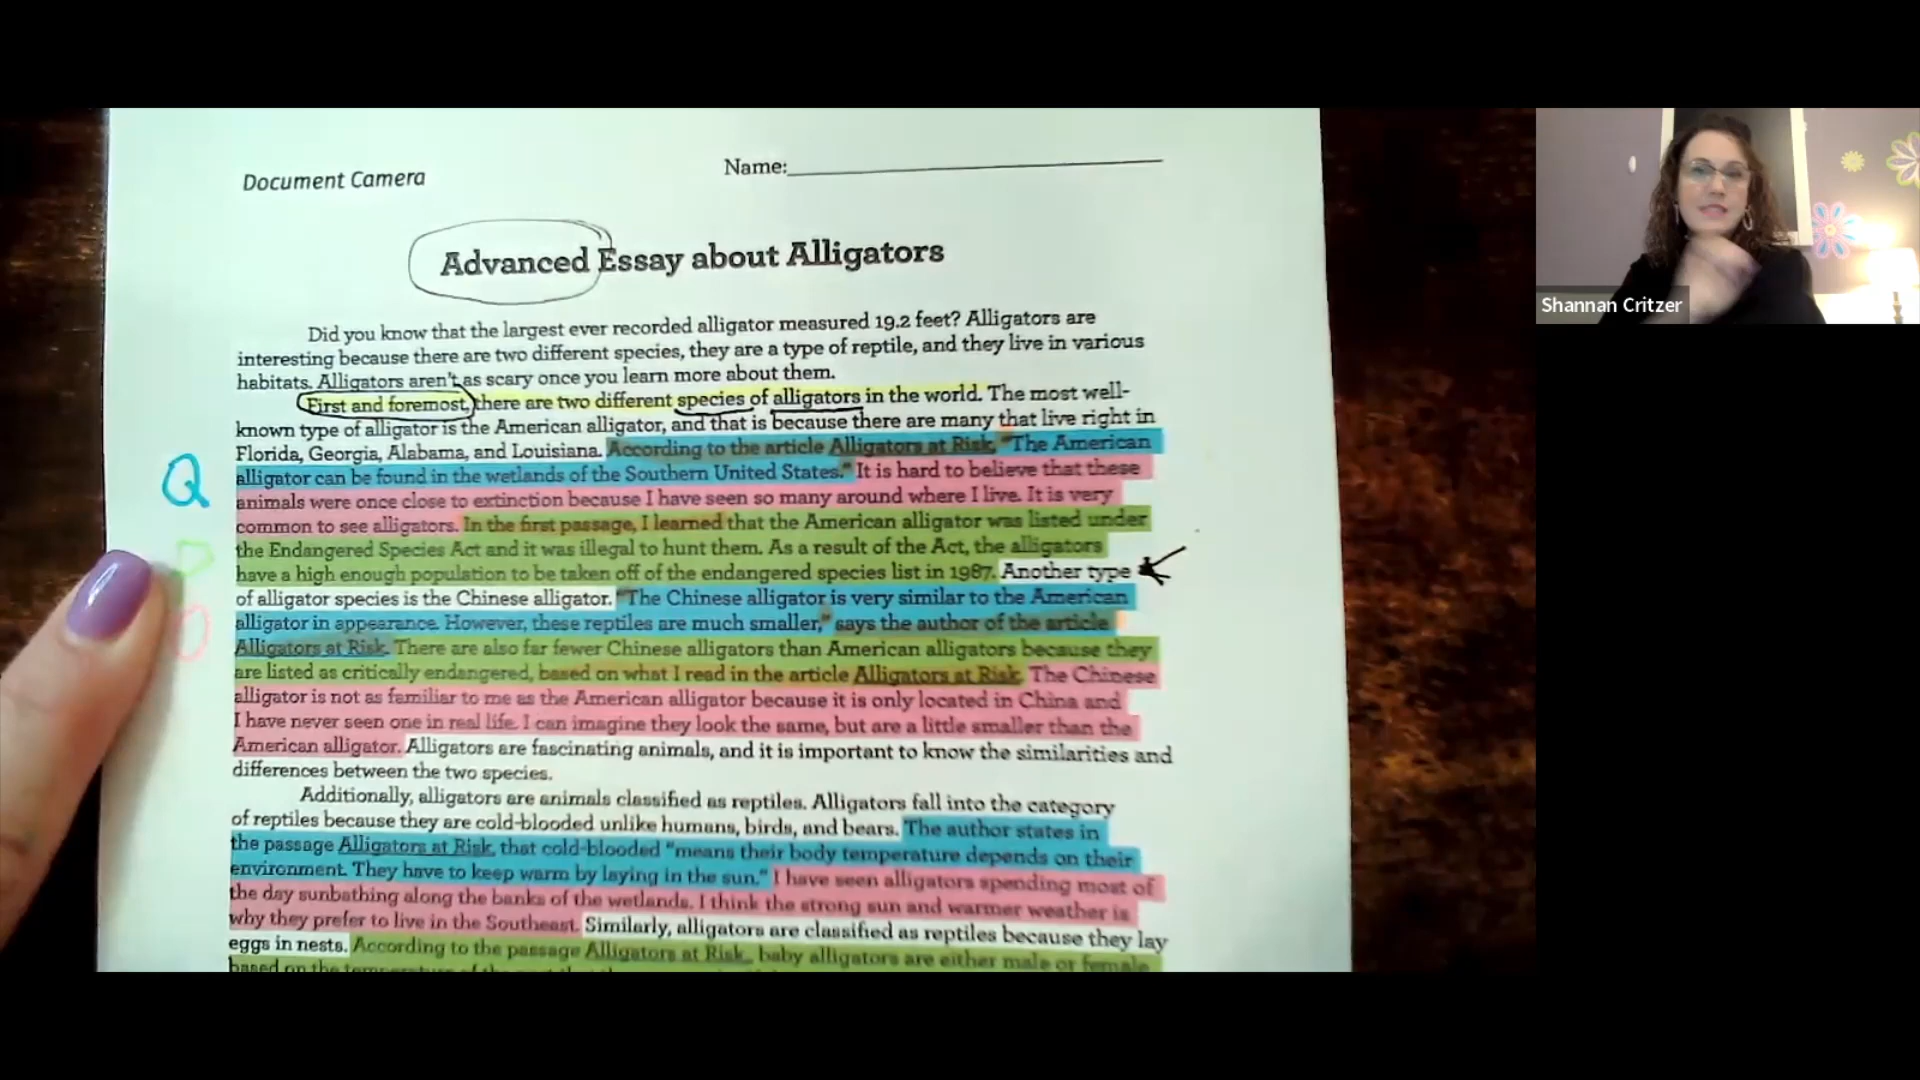 Document Camera
Name:
Advanced Essay about Alligators
Did you know that the largest ever recorded alligator measured 19.2 feet? Alligators are
interesting because there are two different species, they are a type of reptile, and they live in various
habitats. Alligators aren't as scary once you learn more about them.
First and foremost, there are two different species of alligators in the world. The most well-
known type of alligator is the American alligator, and that is because there are many that live right in
Florida, Georgia, Alabama, and Louisiana. According to the article Alligators at Risk, "The American
alligator can be found in the wetlands of the Southern United States." It is hard to believe that these
animals were once close to extinction because I have seen so many around where I live. It is very
common to see alligators. In the first passage, I learned that the American alligator was listed under
the Endangered Species Act and it was illegal to hunt them. As a result of the Act, the alligators
have a high enough population to be taken off of the endangered species list in 1987. Another type
of alligator species is the Chinese alligator. "The Chinese alligator is very similar to the American
alligator in appearance. However, these reptiles are much smaller," says the author of the article
Alligators at Risk. There are also far fewer Chinese alligators than American alligators because they
are listed as critically endangered, based on what I read in the article Alligators at Risk. The Chinese
alligator is not as familiar to me as the American alligator because it is only located in China and
I have never seen one in real life. I can imagine they look the same, but are a little smaller than the
American alligator. Alligators are fascinating animals, and it is important to know the similarities and
differences between the two species.
Additionally, alligators are animals classified as reptiles. Alligators fall into the category
of reptiles because they are cold-blooded unlike humans, birds, and bears. The author states in
the passage Alligators at Risk, that cold-blooded "means their body temperature depends on their
environment. They have to keep warm by laying in the sun." I have seen alligators spending most of
the day sunbathing along the banks of the wetlands. I think the strong sun and warmer weather is
why they prefer to live in the Southeast. Similarly, alligators are classified as reptiles because they lay
eggs in nests. According to the passage Alligators at Risk, baby alligators are either male or female
based on the temperature of the
Q
Shannan Critzer